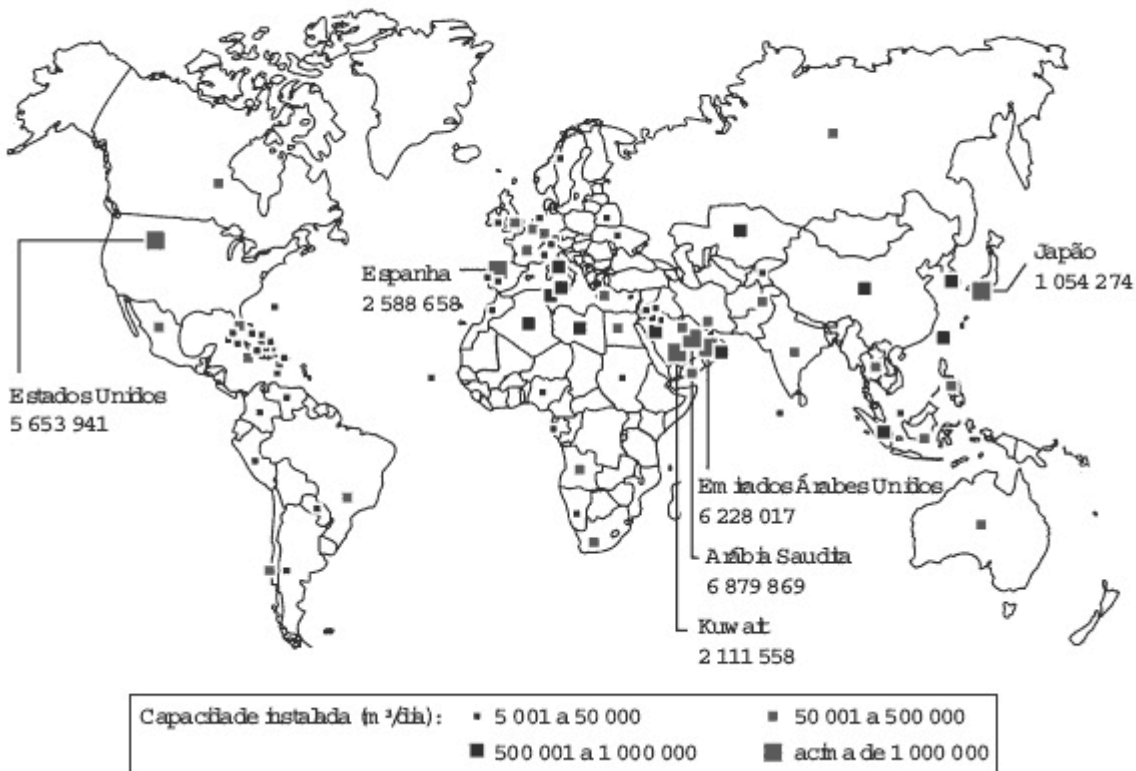 Japão
1 054 274
Espanha
2 588 658
Estados Unidos
5 653 941
Emirados Árabes Unidos
6 228 017
Arábia Saudita
6 879 869
Kuwait
2 111 558
Capacidade instalada (m³/dia):
5 001 a 50 000
50 001 a 500 000
500 001 a 1 000 000
acima de 1 000 000